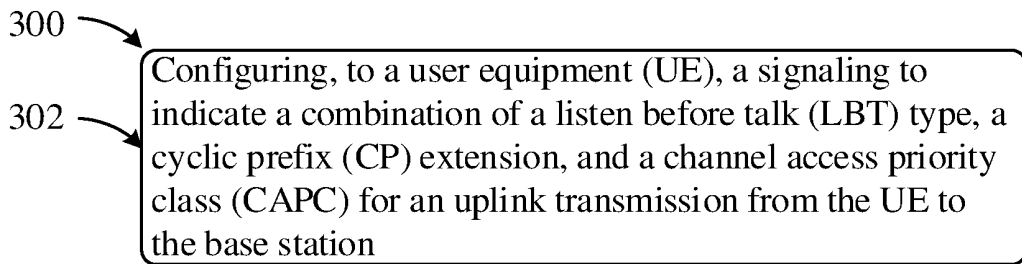 300
Configuring, to a user equipment (UE), a signaling to
302
indicate a combination of a listen before talk (LBT) type, a
cyclic prefix (CP) extension, and a channel access priority
class (CAPC) for an uplink transmission from the UE to
the base station